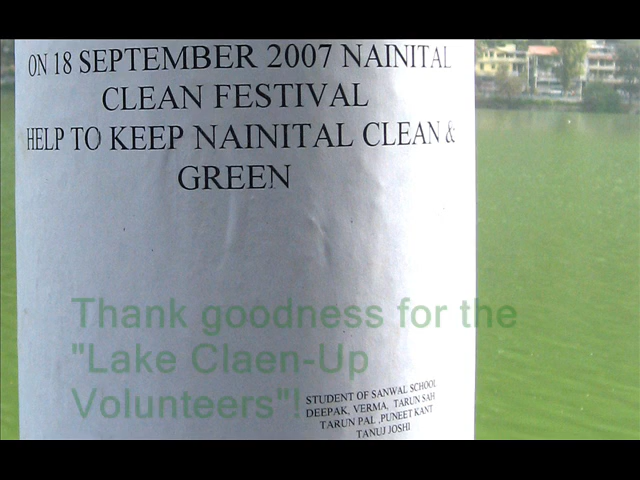 ON 18 SEPTEMBER 2007 NAINITAL
CLEAN FESTIVAL
HELP TO KEEP NAINITAL CLEAN &
GREEN
Thank goodness for the
"Lake Claen-Up
Volunteers"!
STUDENT OF SANWAL SCHOOL
DEEPAK, VERMA, TARUN SAH
TARUN PAL ,PUNEET KANT
TANUJ JOSHI